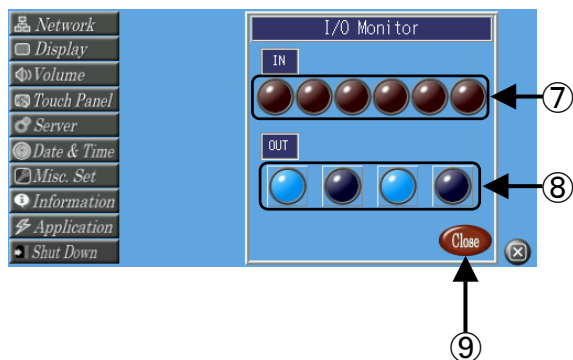 Network
Display
Volume
Touch Panel
Server
Date & Time
Misc. Set
Information
Application
Shut Down
I/O Monitor
IN
⑦
OUT
⑧
Close
⑨